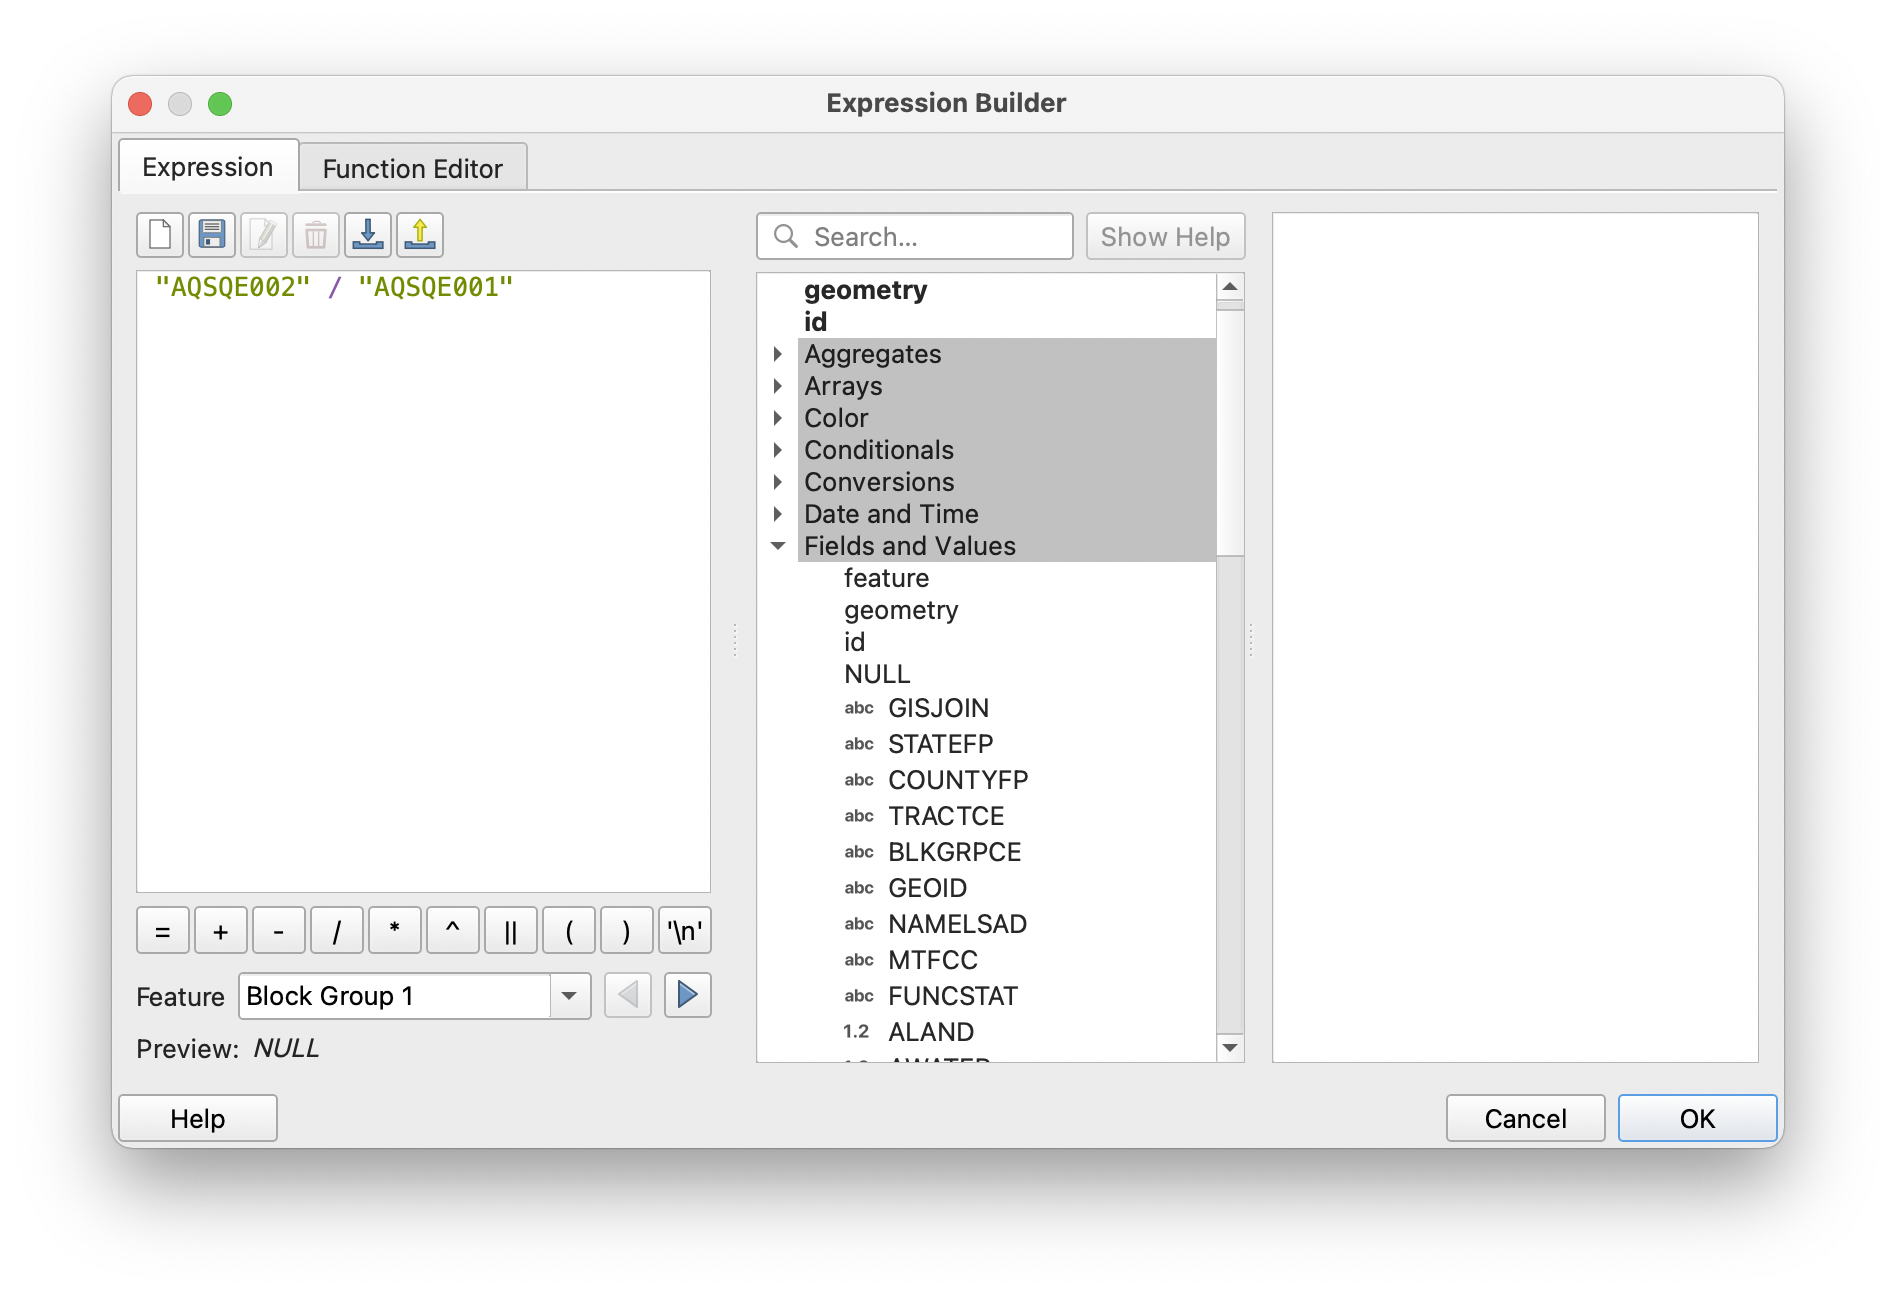 Expression Builder
Expression
Function Editor
"AQSQE002" / "AQSQE001"
= + - / * ^ || ( ) '\n'
Feature Block Group 1
Preview: NULL
Search...
Show Help
geometry
id
Aggregates
Arrays
Color
Conditionals
Conversions
Date and Time
Fields and Values
feature
geometry
id
NULL
abc GISJOIN
abc STATEFP
abc COUNTYFP
abc TRACTCE
abc BLKGRPCE
abc GEOID
abc NAMELSAD
abc MTFCC
abc FUNCSTAT
1.2 ALAND
Help
Cancel
OK